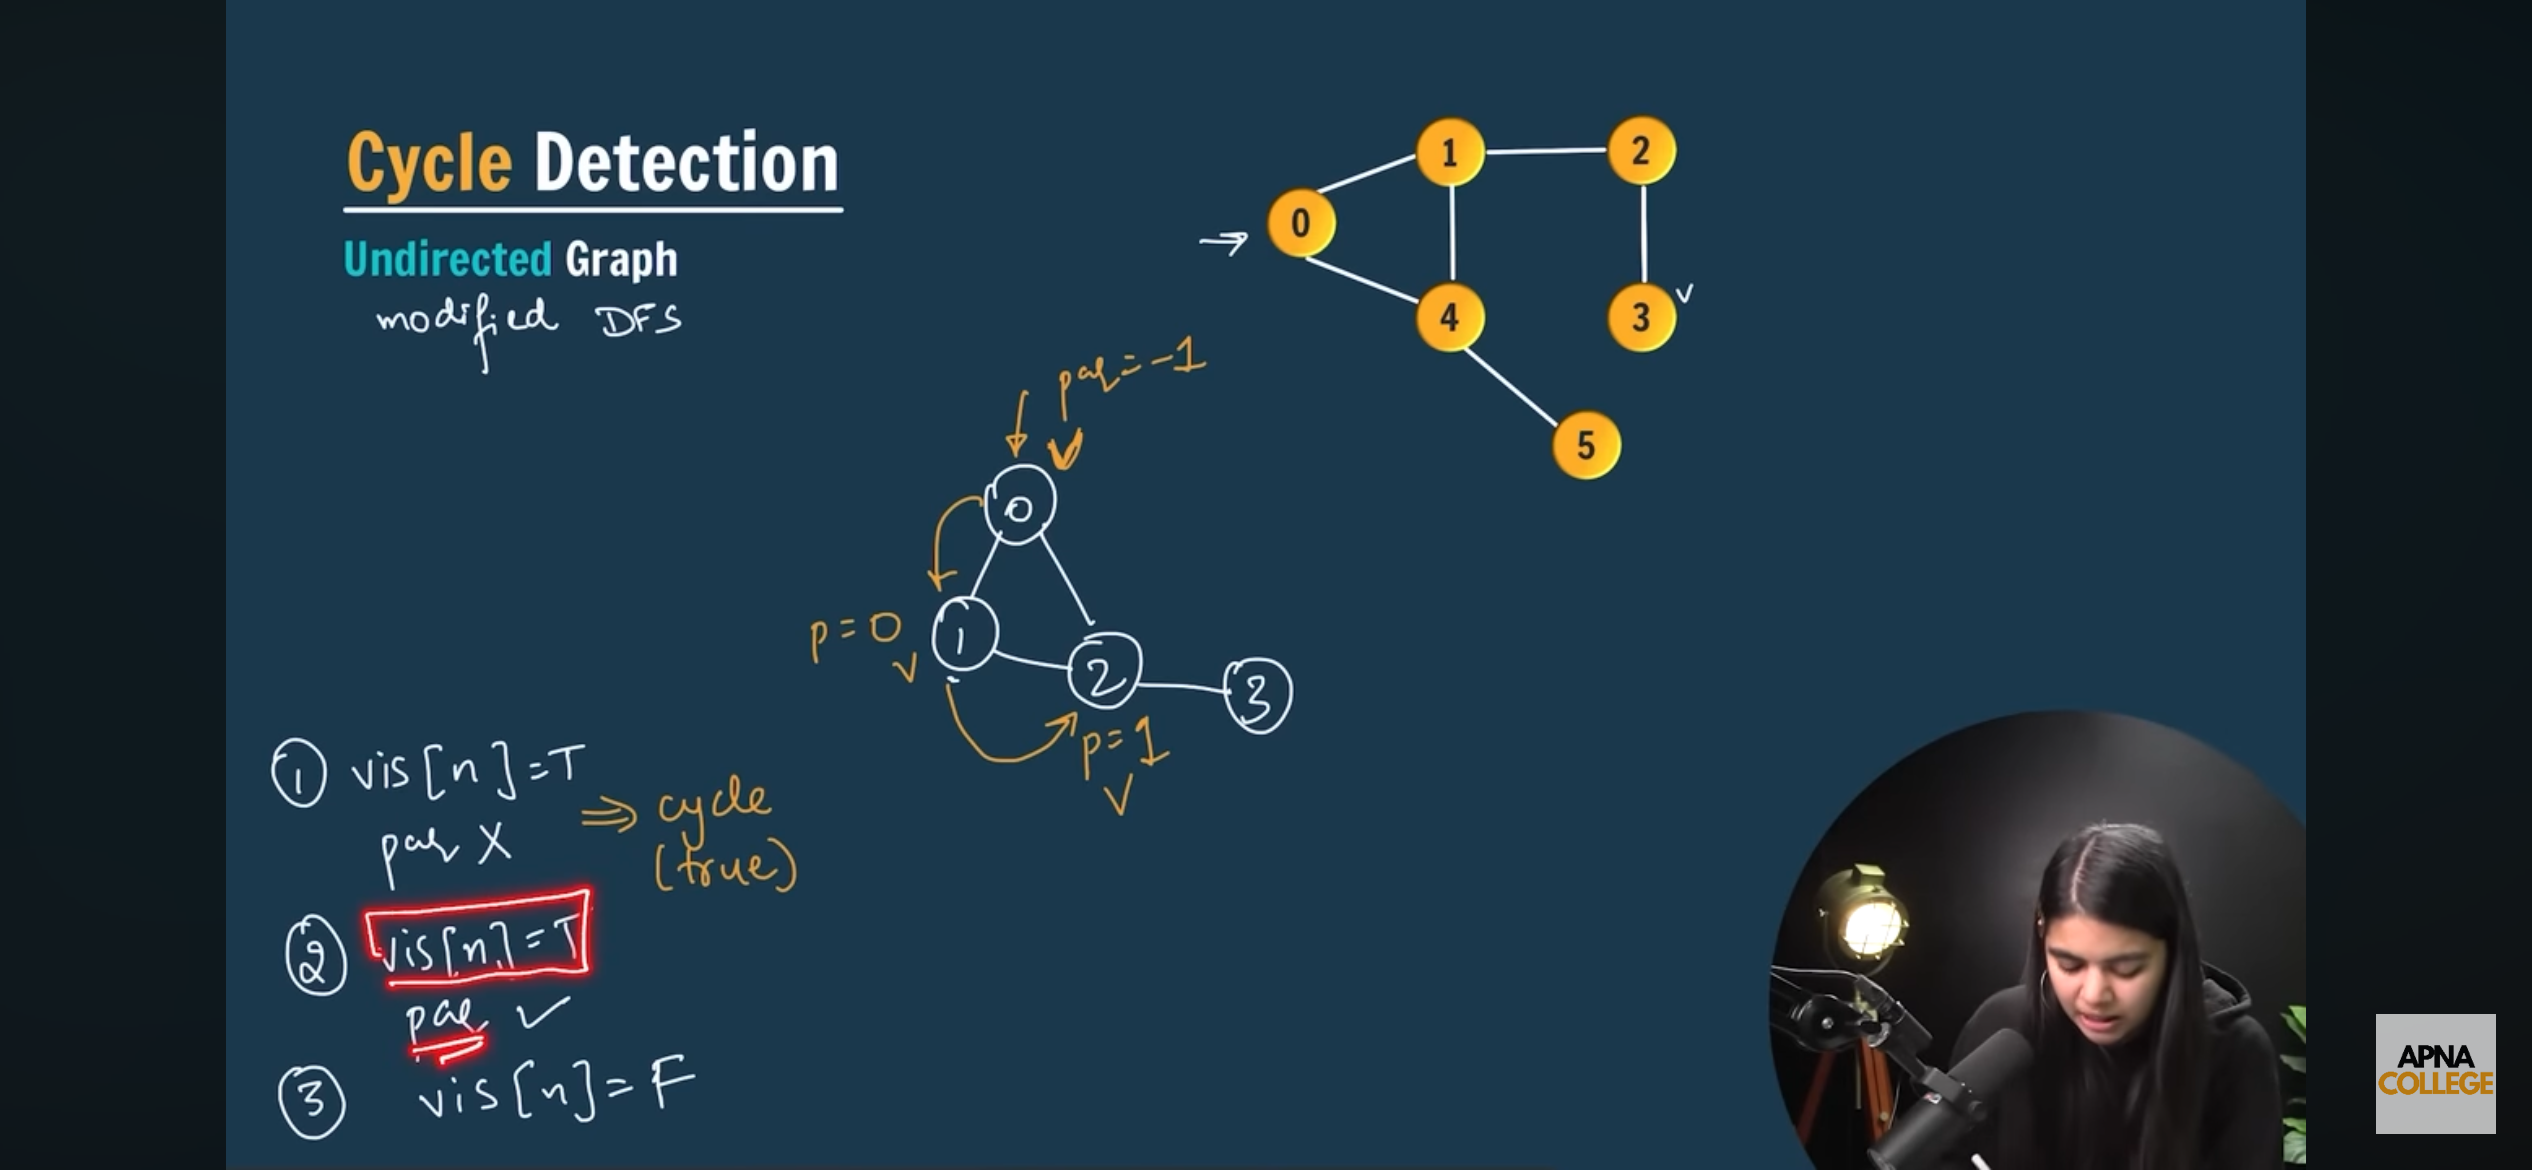 Cycle Detection
Undirected Graph
modified DFS
0
1
2
4
3 v
5
par = -1
0
p = 0
v
1
2
3
p = 1
v
① vis[n] = T
par X
⇒ cycle
(true)
② vis[n] = T
par ✓
③ vis[n] = F
APNA
COLLEGE